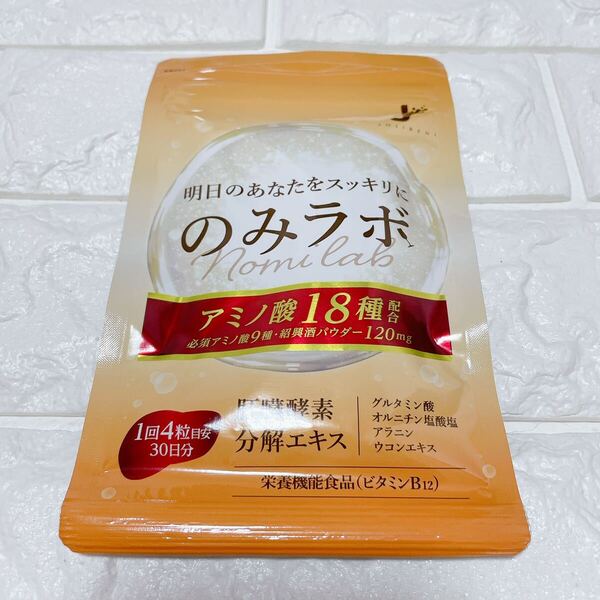 明日のあなたをスッキリに
のみラボ
nomi lab
アミノ酸18種配合
必須アミノ酸9種・紹興酒パウダー120mg
1回4粒目安
30日分
肝臓酵素
分解エキス
グルタミン酸
オルニチン塩酸塩
アラニン
ウコンエキス
栄養機能食品(ビタミンB12)